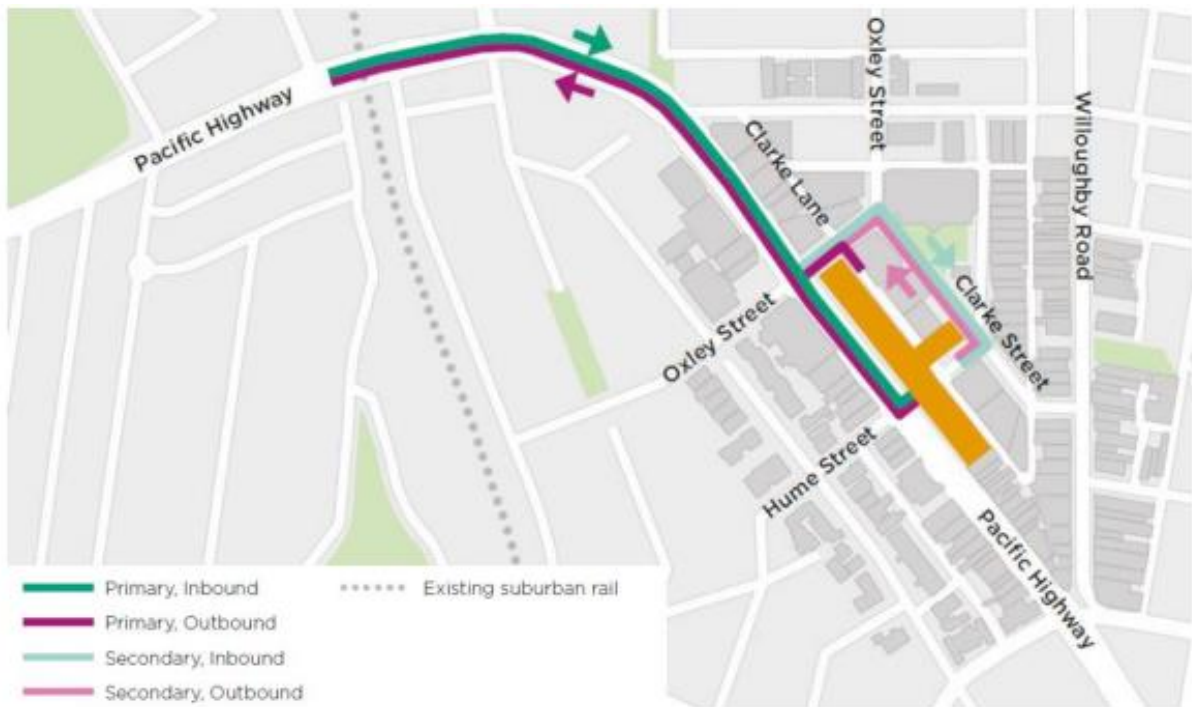 Oxley Street
Pacific Highway
Willoughby Road
Clarke Lane
Oxley Street
Clarke Street
Hume Street
Pacific Highway
Primary, Inbound
Existing suburban rail
Primary, Outbound
Secondary, Inbound
Secondary, Outbound